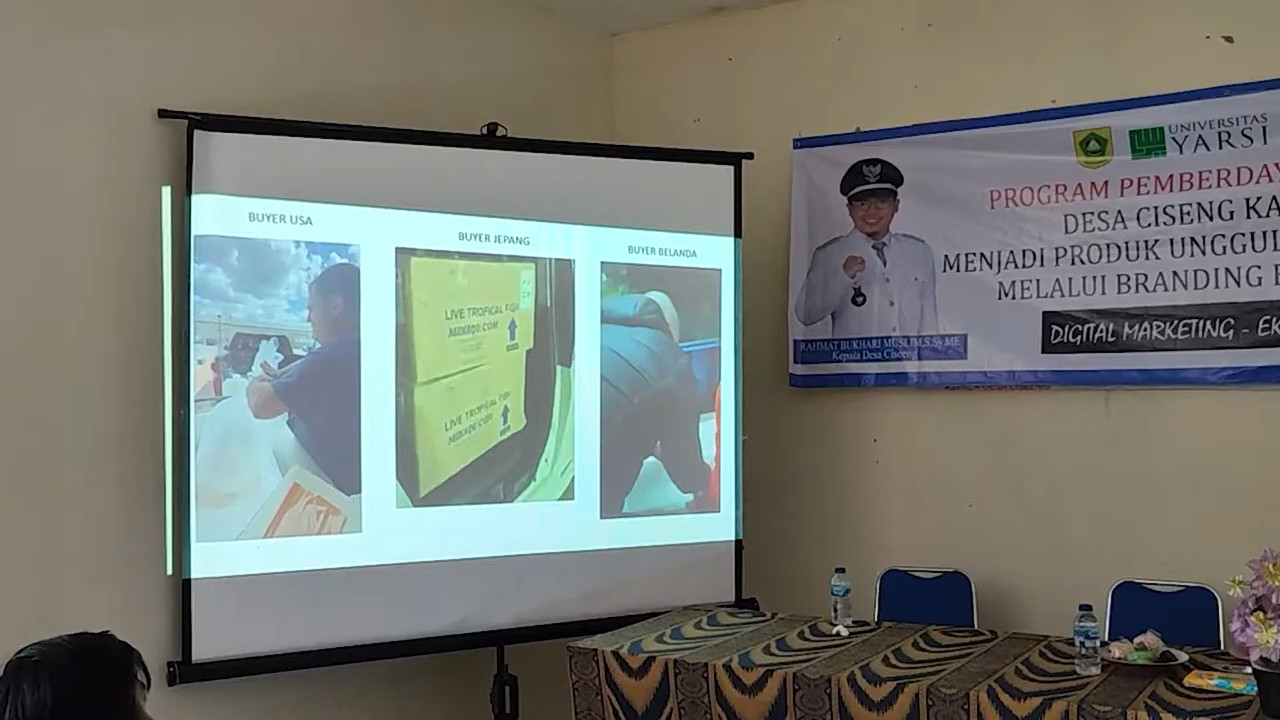 BUYER USA
BUYER JEPANG
BUYER BELANDA
LIVE TROPICAL FISH
LIVE TROPICAL FISH
UNIVERSITAS
YARSI
PROGRAM PEMBERDAY
DESA CISENG KA
MENJADI PRODUK UNGGUL
MELALUI BRANDING
DIGITAL MARKETING - EK
RAHMAT BUKHARI MUSLIM,S.Sy,ME
Kepala Desa Ciseeng